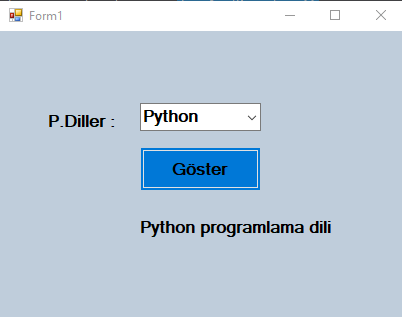 Form1
P.Diller : Python
Göster
Python programlama dili